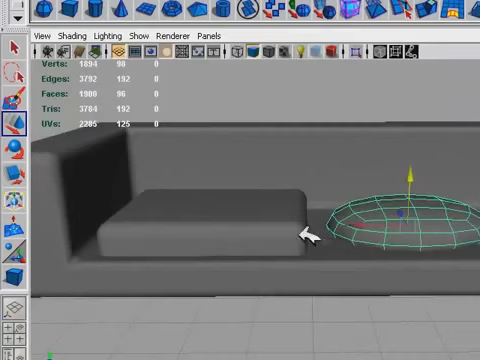 View Shading Lighting Show Renderer Panels
Verts: 1894 98 0
Edges: 3792 192 0
Faces: 1900 96 0
Tris: 3784 192 0
UVs: 2285 125 0